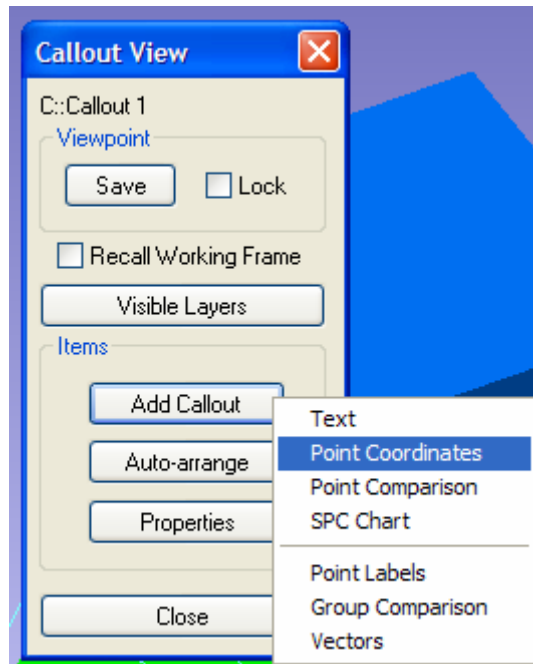 Callout View
C::Callout 1
Viewpoint
Save
Lock
Recall Working Frame
Visible Layers
Items
Add Callout
Auto-arrange
Properties
Close
Text
Point Coordinates
Point Comparison
SPC Chart
Point Labels
Group Comparison
Vectors